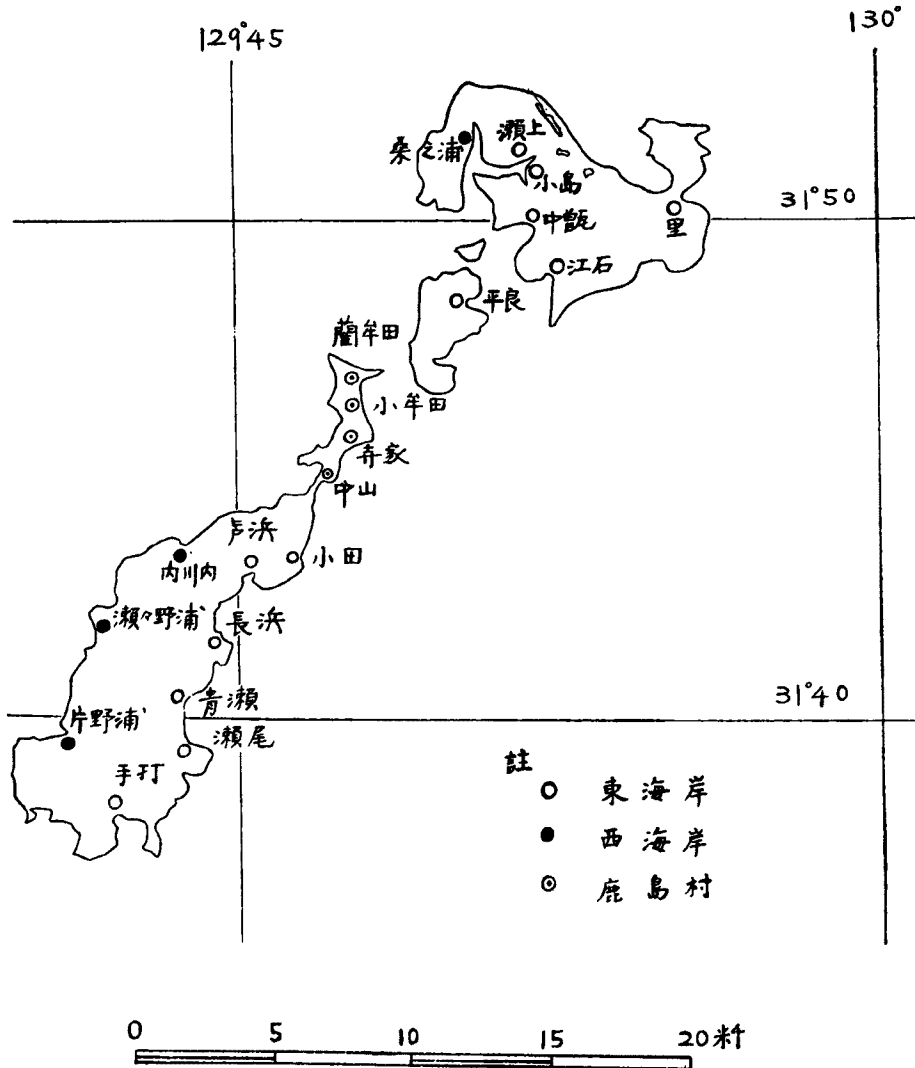 129°45
130°
瀬上
桑之浦
小島
31°50
中甑
里
江石
平良
藺牟田
小牟田
寿家
中山
芦浜
小田
内川内
瀬々野浦
長浜
青瀬
31°40
片野浦
瀬尾
手打
註
東海岸
西海岸
鹿島村
0 5 10 15 20粁